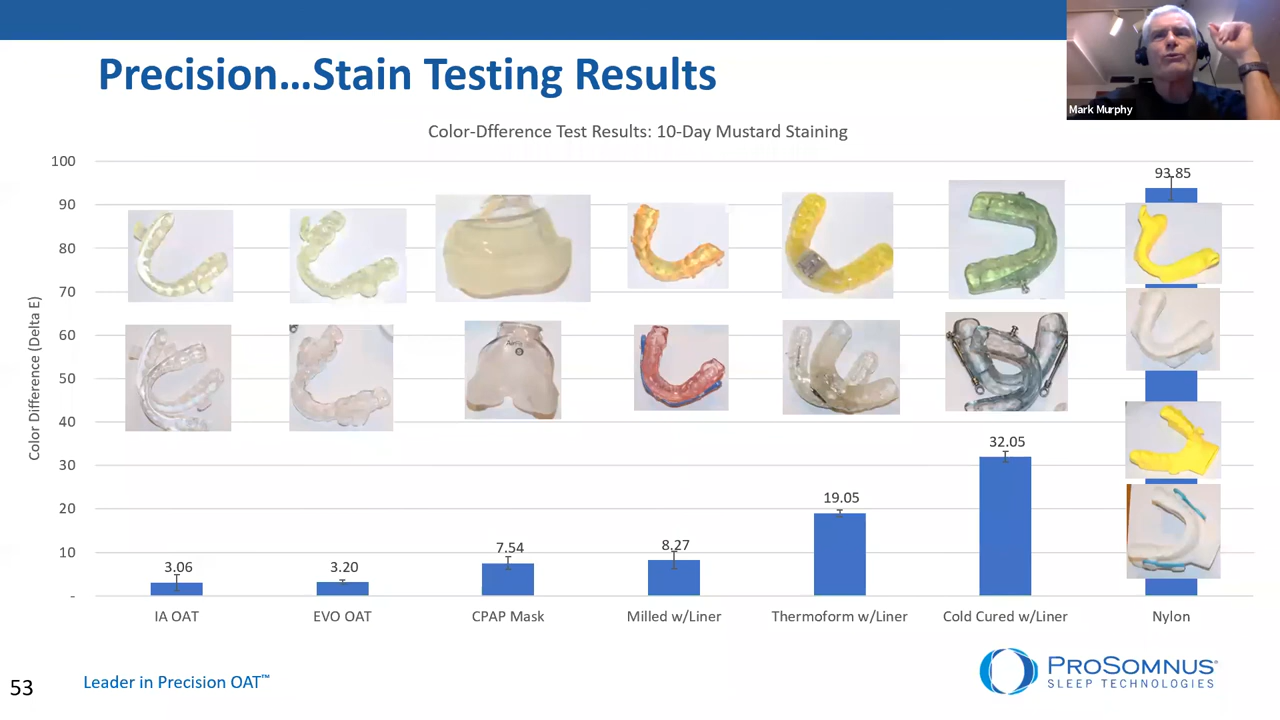 Precision...Stain Testing Results
Mark Murphy
Color-Dfference Test Results: 10-Day Mustard Staining
Color Difference (Delta E)
100
90
80
70
60
50
40
30
20
10
-
3.06
3.20
7.54
8.27
19.05
32.05
93.85
IA OAT
EVO OAT
CPAP Mask
Milled w/Liner
Thermoform w/Liner
Cold Cured w/Liner
Nylon
53
Leader in Precision OAT™
PROSOMNUS®
SLEEP TECHNOLOGIES